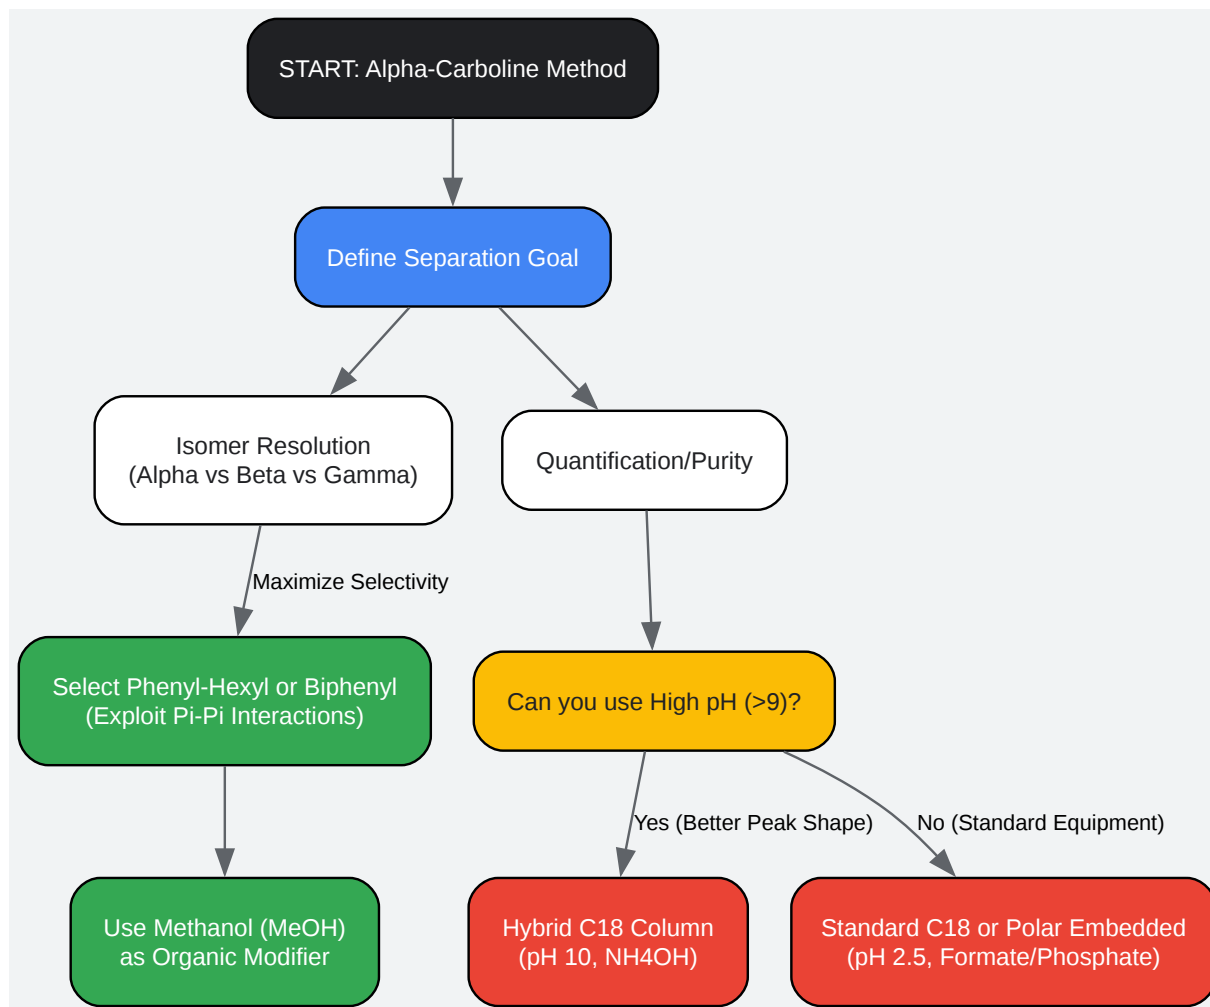 START: Alpha-Carboline Method
Define Separation Goal
Isomer Resolution
(Alpha vs Beta vs Gamma)
Quantification/Purity
Maximize Selectivity
Select Phenyl-Hexyl or Biphenyl
(Exploit Pi-Pi Interactions)
Can you use High pH (>9)?
Yes (Better Peak Shape)
No (Standard Equipment)
Use Methanol (MeOH)
as Organic Modifier
Hybrid C18 Column
(pH 10, NH4OH)
Standard C18 or Polar Embedded
(pH 2.5, Formate/Phosphate)